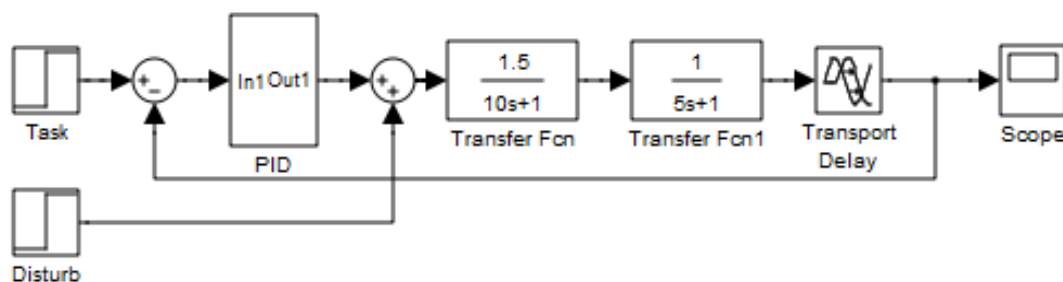 Task
+
−
In1 Out1
PID
+
+
1.5
10s+1
Transfer Fcn
1
5s+1
Transfer Fcn1
Transport
Delay
Scope
Disturb